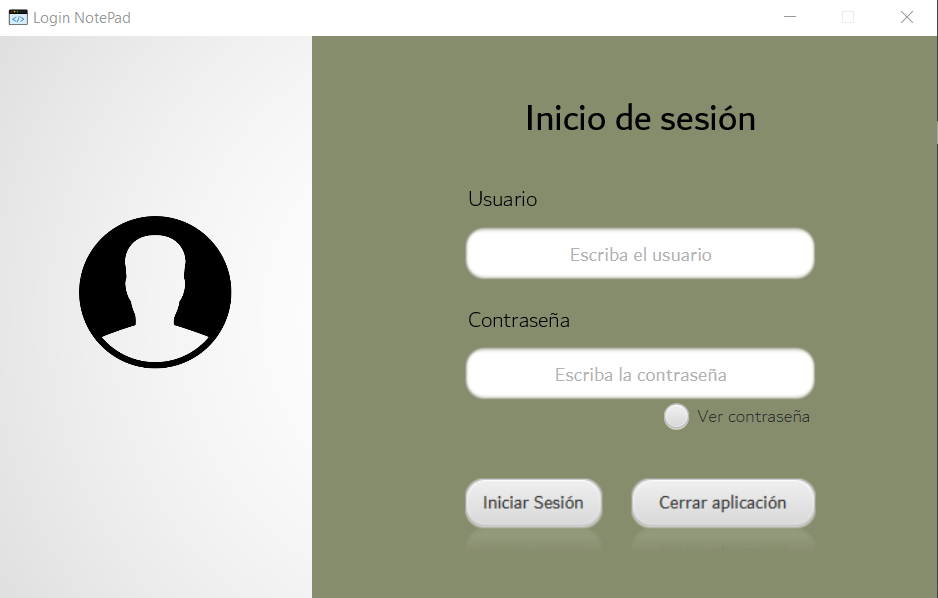 Login NotePad
Inicio de sesión
Usuario
Escriba el usuario
Contraseña
Escriba la contraseña
Ver contraseña
Iniciar Sesión
Cerrar aplicación